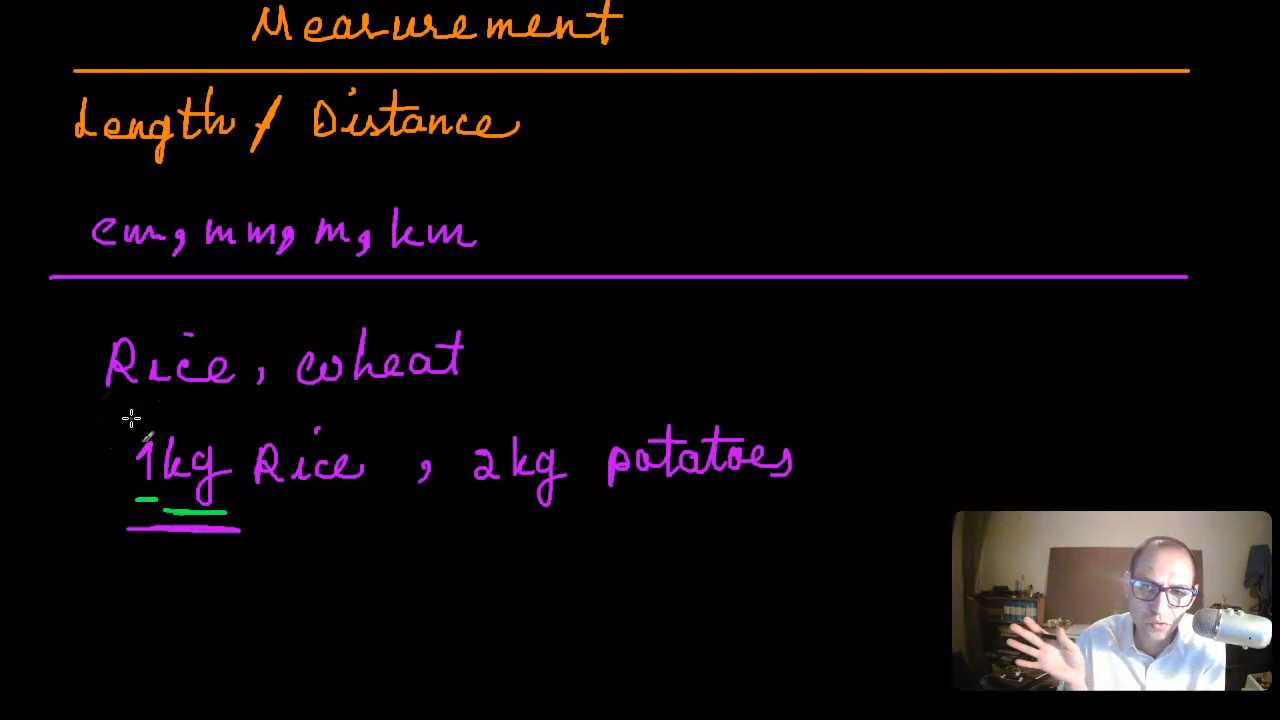 Measurement
Length / Distance
cm, mm, m, km
Rice, wheat
1kg Rice, 2kg potatoes